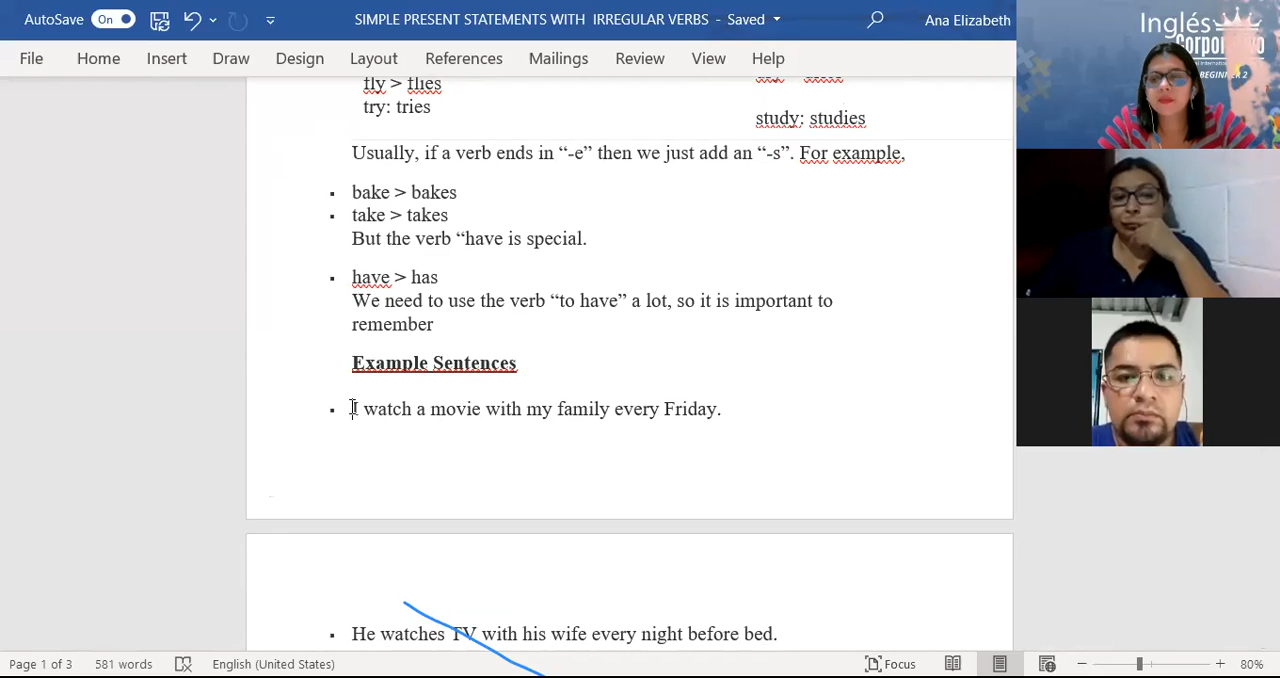 AutoSave On SIMPLE PRESENT STATEMENTS WITH IRREGULAR VERBS - Saved Ana Elizabeth
File Home Insert Draw Design Layout References Mailings Review View Help
Inglés
Corporativo
BEGINNER 2
fly > flies
try: tries
study: studies
Usually, if a verb ends in “-e” then we just add an “-s”. For example,
▪ bake > bakes
▪ take > takes
But the verb “have is special.
▪ have > has
We need to use the verb “to have” a lot, so it is important to
remember
Example Sentences
▪ I watch a movie with my family every Friday.
▪ He watches TV with his wife every night before bed.
Page 1 of 3 581 words English (United States) Focus 80%